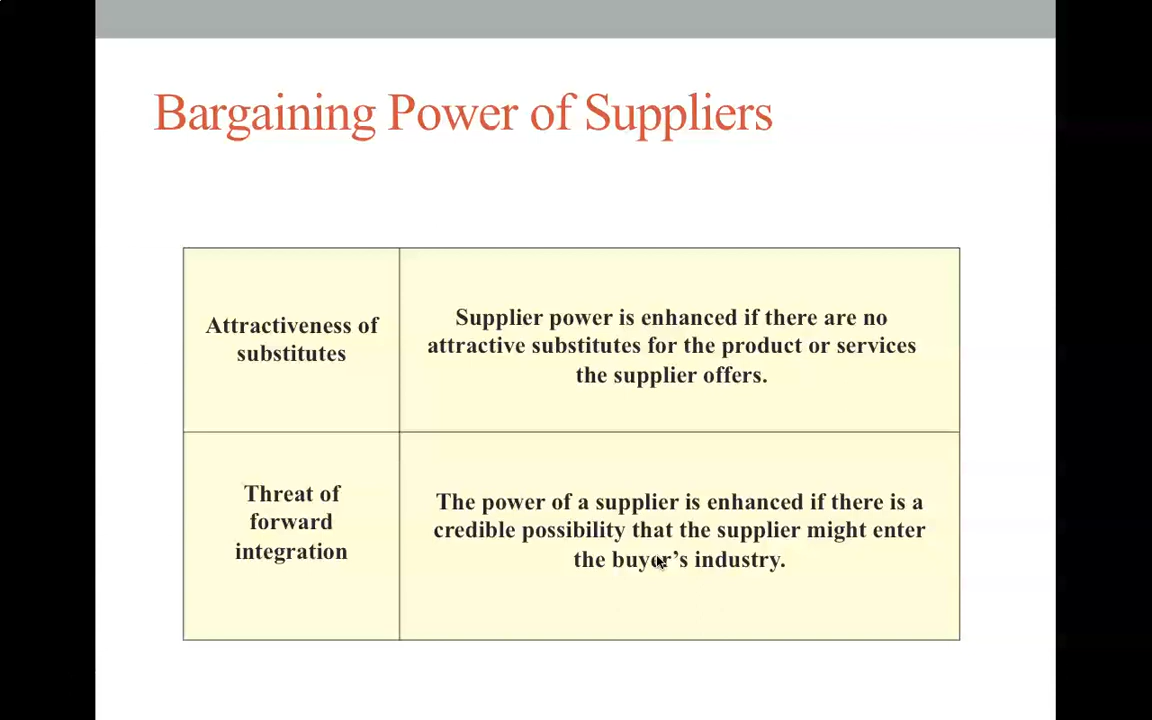 Bargaining Power of Suppliers
Attractiveness of
substitutes
Supplier power is enhanced if there are no
attractive substitutes for the product or services
the supplier offers.
Threat of
forward
integration
The power of a supplier is enhanced if there is a
credible possibility that the supplier might enter
the buyer’s industry.